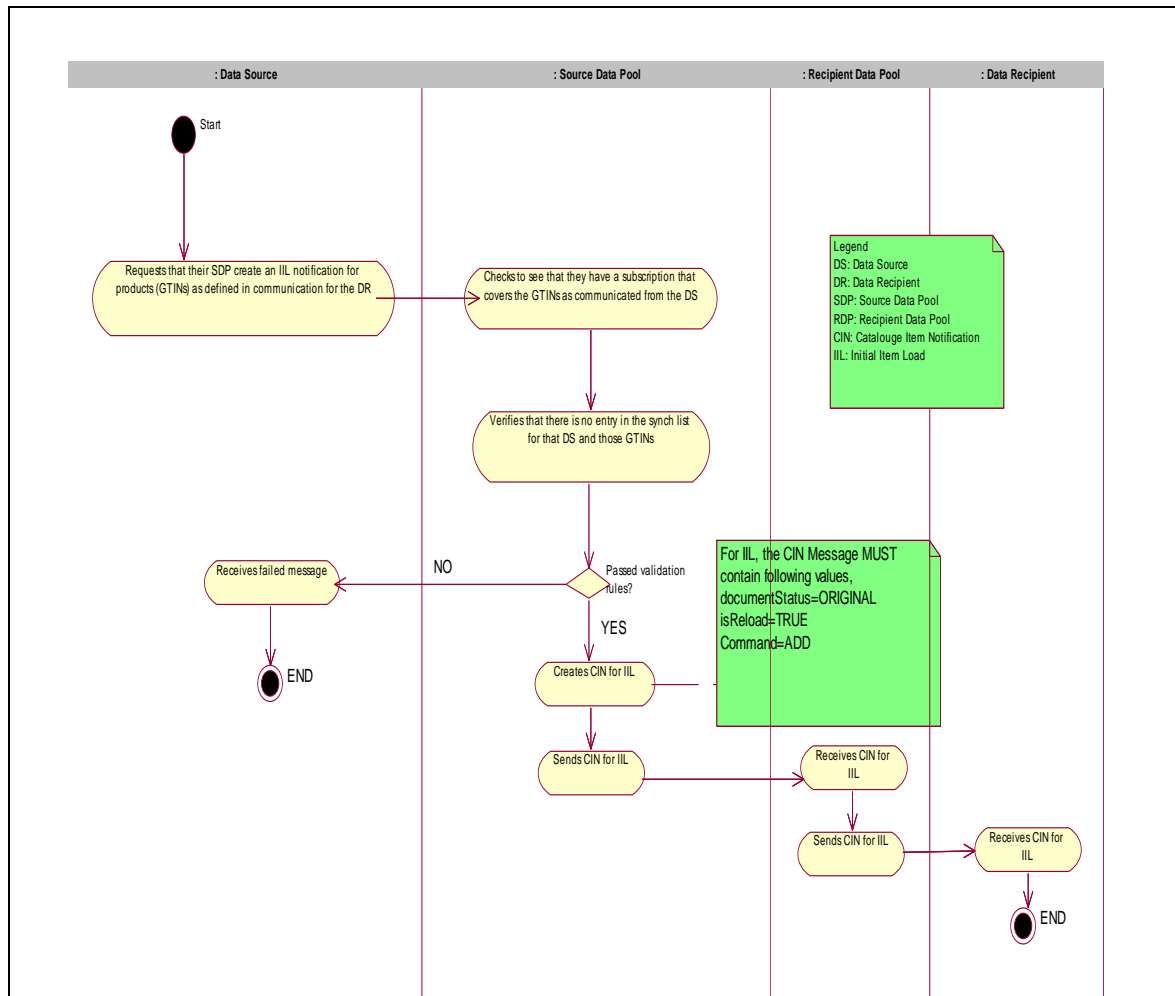 : Data Source
: Source Data Pool
: Recipient Data Pool
: Data Recipient
Start
Requests that their SDP create an IIL notification for
products (GTINs) as defined in communication for the DR
Checks to see that they have a subscription that
covers the GTINs as communicated from the DS
Legend
DS: Data Source
DR: Data Recipient
SDP: Source Data Pool
RDP: Recipient Data Pool
CIN: Catalouge Item Notification
IIL: Initial Item Load
Verifies that there is no entry in the synch list
for that DS and those GTINs
Receives failed message
NO
Passed validation
rules?
For IIL, the CIN Message MUST
contain following values,
documentStatus=ORIGINAL
isReload=TRUE
Command=ADD
YES
END
Creates CIN for IIL
Sends CIN for IIL
Receives CIN for
IIL
Sends CIN for IIL
Receives CIN for
IIL
END